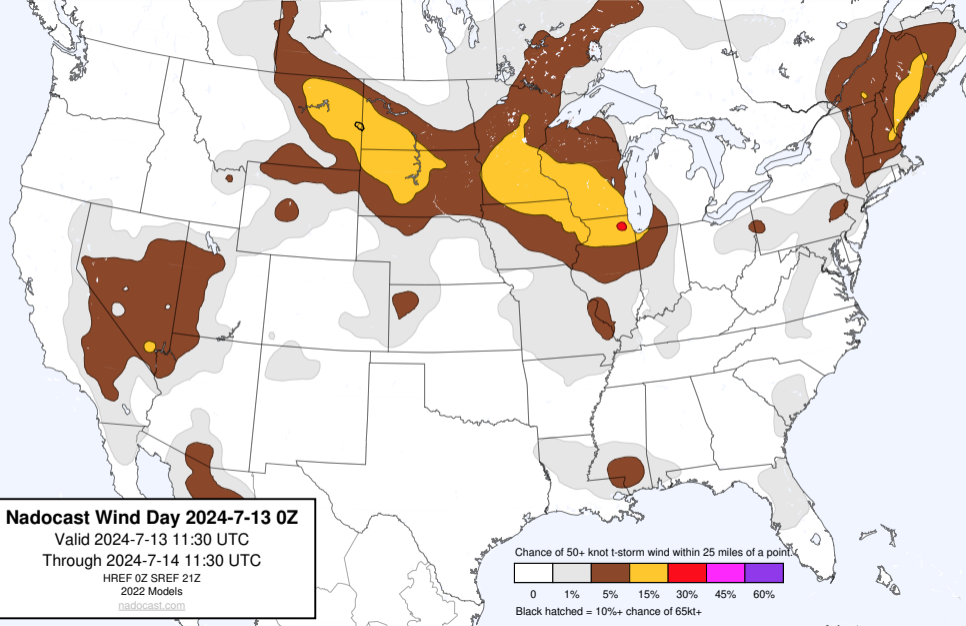 Nadocast Wind Day 2024-7-13 0Z
Valid 2024-7-13 11:30 UTC
Through 2024-7-14 11:30 UTC
HREF 0Z SREF 21Z
2022 Models
nadocast.com
Chance of 50+ knot t-storm wind within 25 miles of a point.
0 1% 5% 15% 30% 45% 60%
Black hatched = 10%+ chance of 65kt+